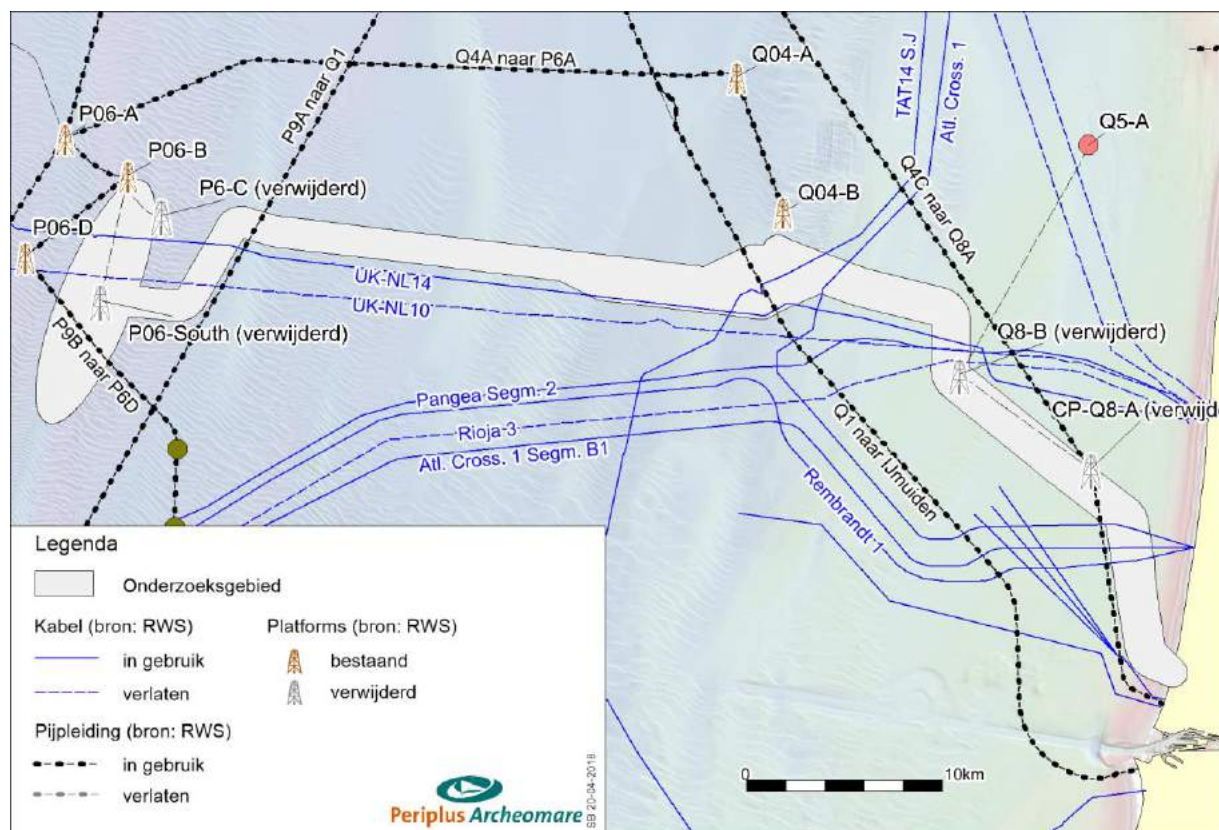 Q4A naar P6A
Q04-A
P9A naar Q1
TAT14 S.J
Atl. Cross. 1
P06-A
Q5-A
P06-B
P6-C (verwijderd)
Q04-B
Q4C naar Q8A
P06-D
UK-NL14
UK-NL10
P06-South (verwijderd)
Q8-B (verwijderd)
P9B naar P6D
Pangea Segm. 2
CP-Q8-A (verwijde
Rioja 3
Atl. Cross. 1 Segm. B1
Q1 naar IJmuiden
Rembrandt 1
Legenda
Onderzoeksgebied
Kabel (bron: RWS)
Platforms (bron: RWS)
in gebruik
bestaand
verlaten
verwijderd
Pijpleiding (bron: RWS)
in gebruik
verlaten
0
10km
Periplus Archeomare
SB 20-04-2018